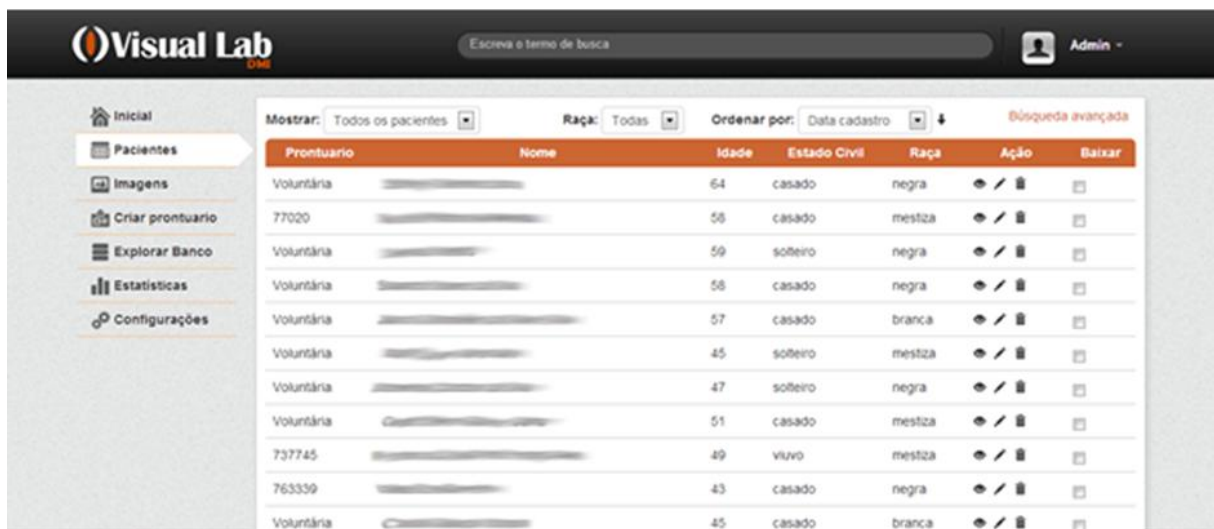 Visual Lab
DMI
Escreva o termo de busca
Admin
Inicial
Pacientes
Imagens
Criar prontuario
Explorar Banco
Estatísticas
Configurações
Mostrar: Todos os pacientes Raça: Todas Ordenar por: Data cadastro Búsqueda avançada
Prontuario Nome Idade Estado Civil Raça Ação Baixar
Voluntária 64 casado negra
77020 58 casado mestiza
Voluntária 59 solteiro negra
Voluntária 58 casado negra
Voluntária 57 casado branca
Voluntária 45 solteiro mestiza
Voluntária 47 solteiro negra
Voluntária 51 casado mestiza
737745 49 viuvo mestiza
763339 43 casado negra
Voluntária 45 casado branca